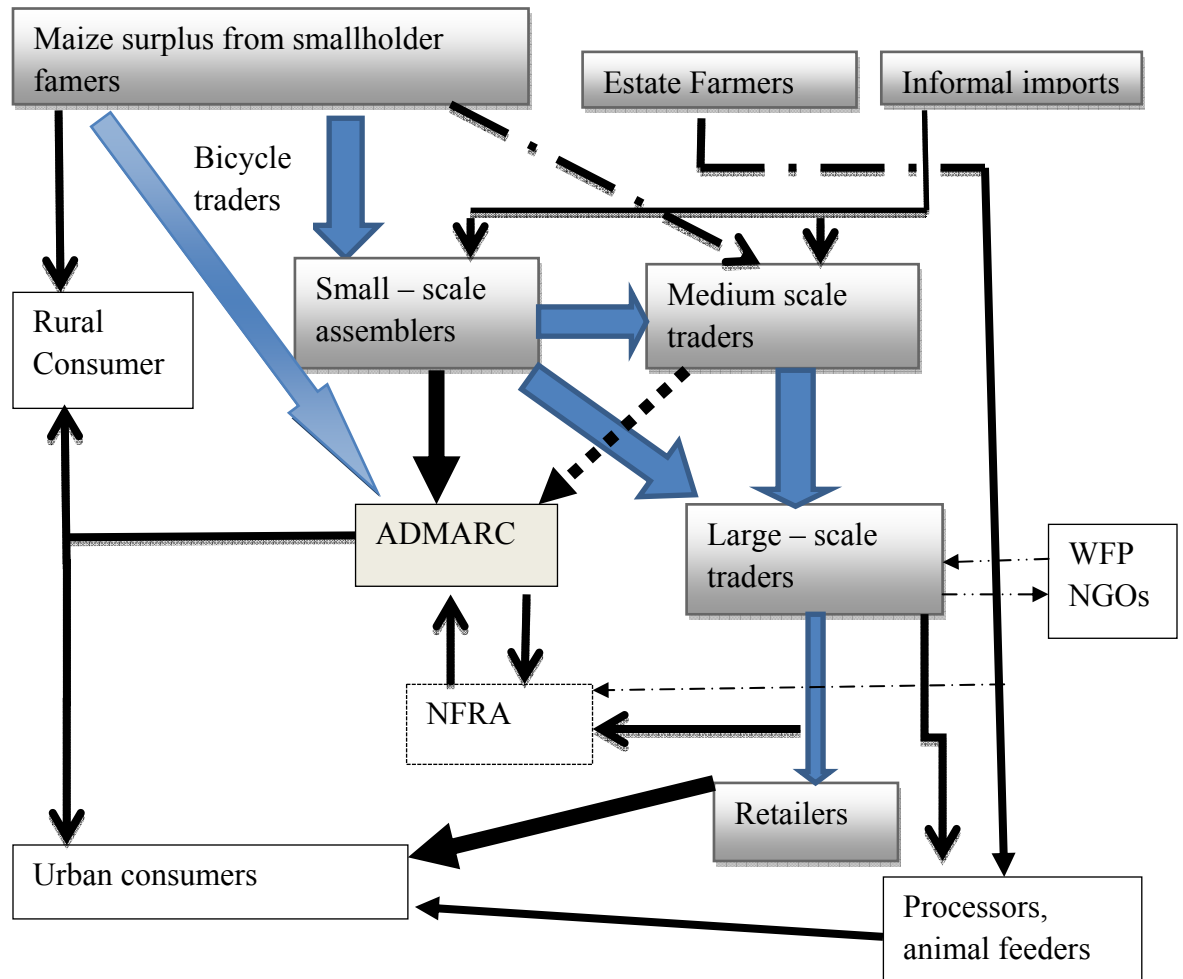 Maize surplus from smallholder
famers
Estate Farmers
Informal imports
Bicycle
traders
Small – scale
assemblers
Medium scale
traders
Rural
Consumer
ADMARC
Large – scale
traders
WFP
NGOs
NFRA
Retailers
Urban consumers
Processors,
animal feeders